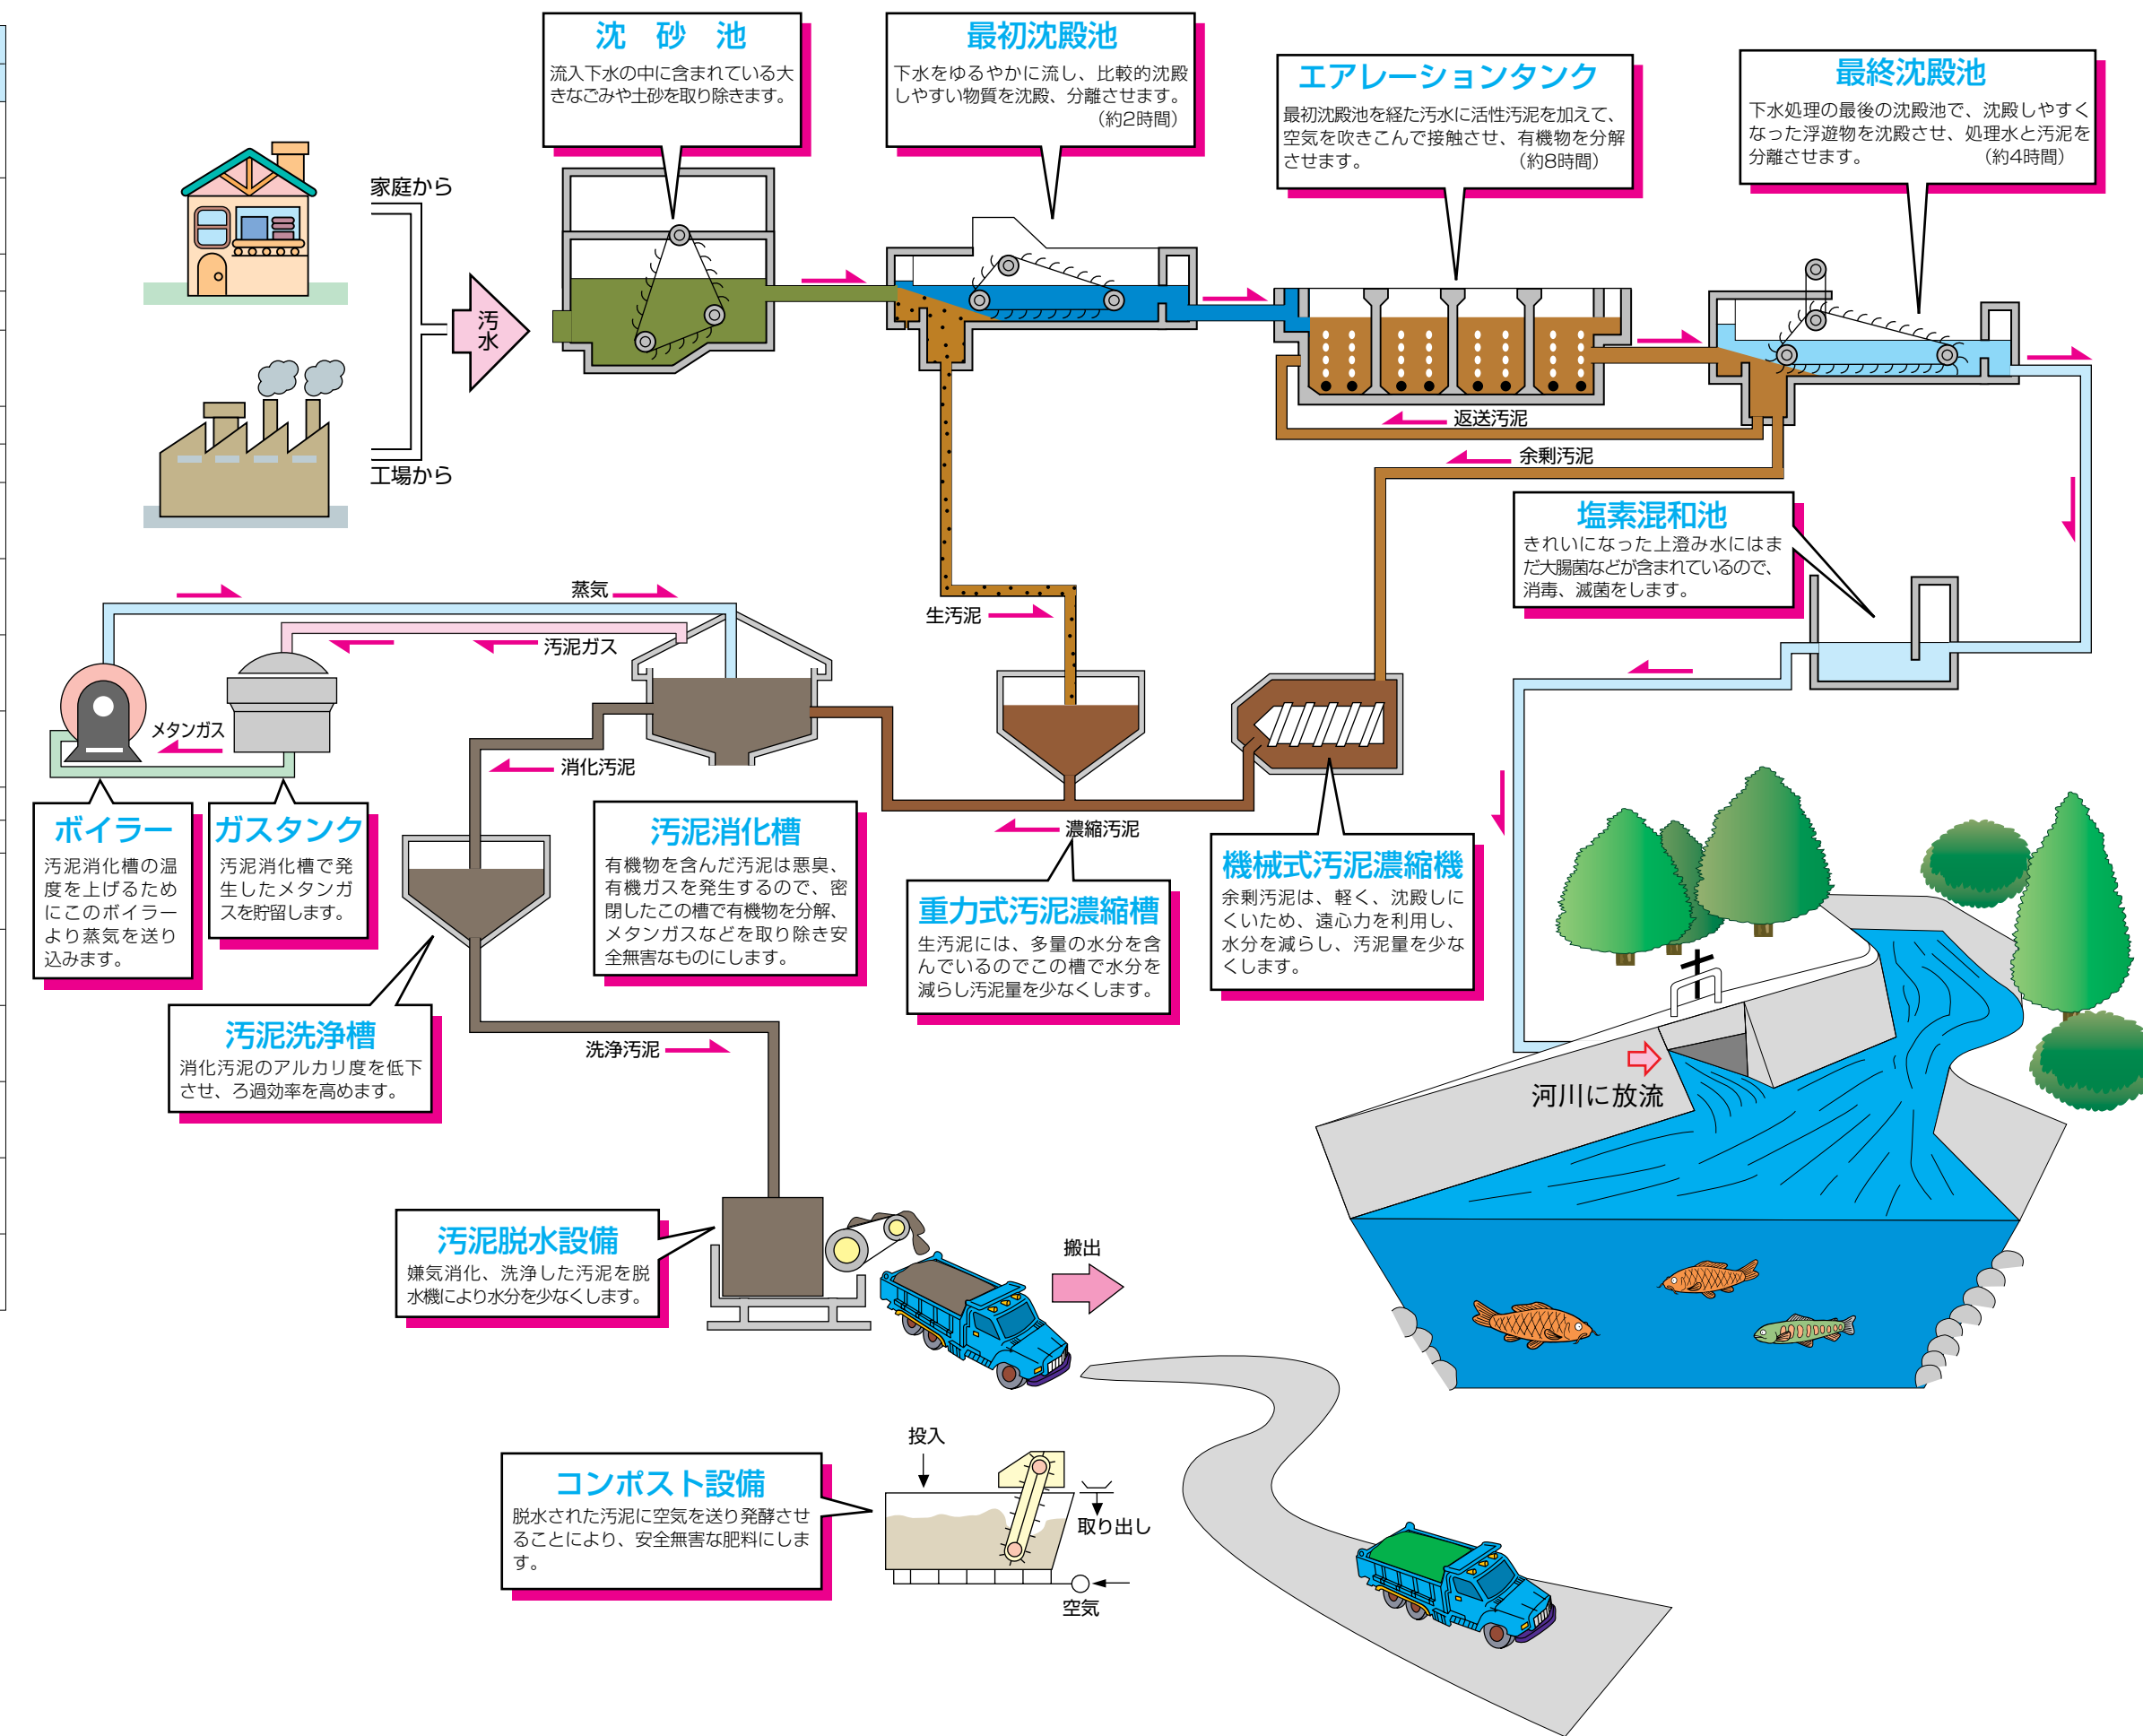 沈　砂　池
流入下水の中に含まれている大
きなごみや土砂を取り除きます。
最初沈殿池
下水をゆるやかに流し、比較的沈殿
しやすい物質を沈殿、分離させます。
（約2時間）
エアレーションタンク
最初沈殿池を経た汚水に活性汚泥を加えて、
空気を吹きこんで接触させ、有機物を分解
させます。　（約8時間）
最終沈殿池
下水処理の最後の沈殿池で、沈殿しやすく
なった浮遊物を沈殿させ、処理水と汚泥を
分離させます。　（約4時間）
家庭から
汚水
工場から
返送汚泥
余剰汚泥
塩素混和池
きれいになった上澄み水にはま
だ大腸菌などが含まれているので、
消毒、滅菌をします。
蒸気
生汚泥
汚泥ガス
メタンガス
消化汚泥
濃縮汚泥
ボイラー
汚泥消化槽の温
度を上げるため
にこのボイラー
より蒸気を送り
込みます。
ガスタンク
汚泥消化槽で発
生したメタンガ
スを貯留します。
汚泥消化槽
有機物を含んだ汚泥は悪臭、
有機ガスを発生するので、密
閉したこの槽で有機物を分解、
メタンガスなどを取り除き安
全無害なものにします。
重力式汚泥濃縮槽
生汚泥には、多量の水分を含
んでいるのでこの槽で水分を
減らし汚泥量を少なくします。
機械式汚泥濃縮機
余剰汚泥は、軽く、沈殿しに
くいため、遠心力を利用し、
水分を減らし、汚泥量を少な
くします。
汚泥洗浄槽
消化汚泥のアルカリ度を低下
させ、ろ過効率を高めます。
洗浄汚泥
河川に放流
汚泥脱水設備
嫌気消化、洗浄した汚泥を脱
水機により水分を少なくします。
搬出
コンポスト設備
脱水された汚泥に空気を送り発酵させ
ることにより、安全無害な肥料にしま
す。
投入
取り出し
空気